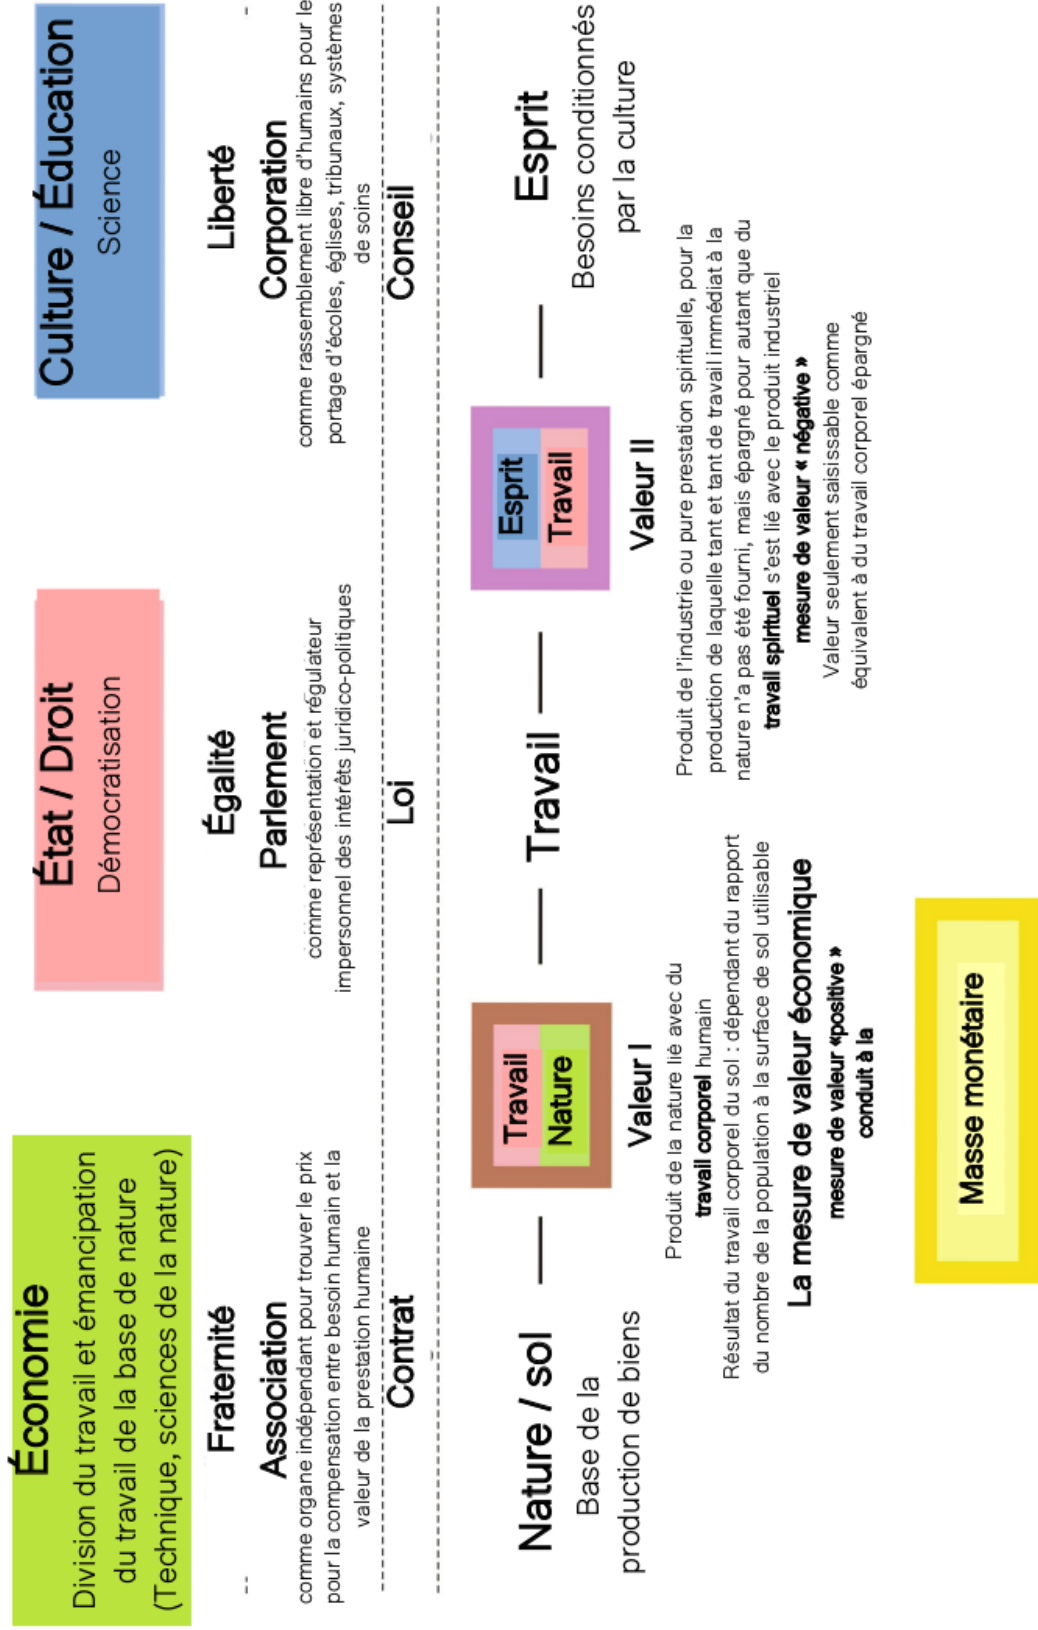 Économie
Division du travail et émancipation
du travail de la base de nature
(Technique, sciences de la nature)
État / Droit
Démocratisation
Culture / Éducation
Science
Fraternité
Égalité
Liberté
Association
comme organe indépendant pour trouver le prix
pour la compensation entre besoin humain et la
valeur de la prestation humaine
Parlement
comme représentation et régulateur
impersonnel des intérêts juridico-politiques
Corporation
comme rassemblement libre d'humains pour le
portage d'écoles, églises, tribunaux, systèmes
de soins
Contrat
Loi
Conseil
Nature / sol
Base de la
production de biens
Travail
Nature
Travail
Esprit
Travail
Esprit
Besoins conditionnés
par la culture
Valeur I
Produit de la nature lié avec du
travail corporel humain
Résultat du travail corporel du sol : dépendant du rapport
du nombre de la population à la surface de sol utilisable
La mesure de valeur économique
mesure de valeur «positive »
conduit à la
Valeur II
Produit de l'industrie ou pure prestation spirituelle, pour la
production de laquelle tant et tant de travail immédiat à la
nature n'a pas été fourni, mais épargné pour autant que du
travail spirituel s'est lié avec le produit industriel
mesure de valeur « négative »
Valeur seulement saisissable comme
équivalent à du travail corporel épargné
Masse monétaire